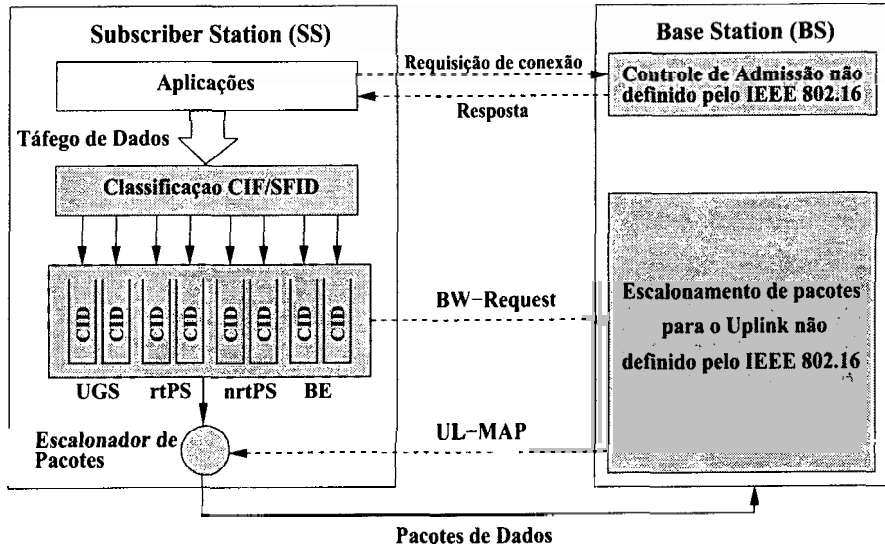 Subscriber Station (SS)
Base Station (BS)
Aplicações
Requisição de conexão
Resposta
Controle de Admissão não
definido pelo IEEE 802.16
Táfego de Dados
Classificaçao CIF/SFID
CID CID CID CID CID CID CID CID
UGS rtPS nrtPS BE
BW-Request
Escalonamento de pacotes
para o Uplink não
definido pelo IEEE 802.16
UL-MAP
Escalonador de
Pacotes
Pacotes de Dados